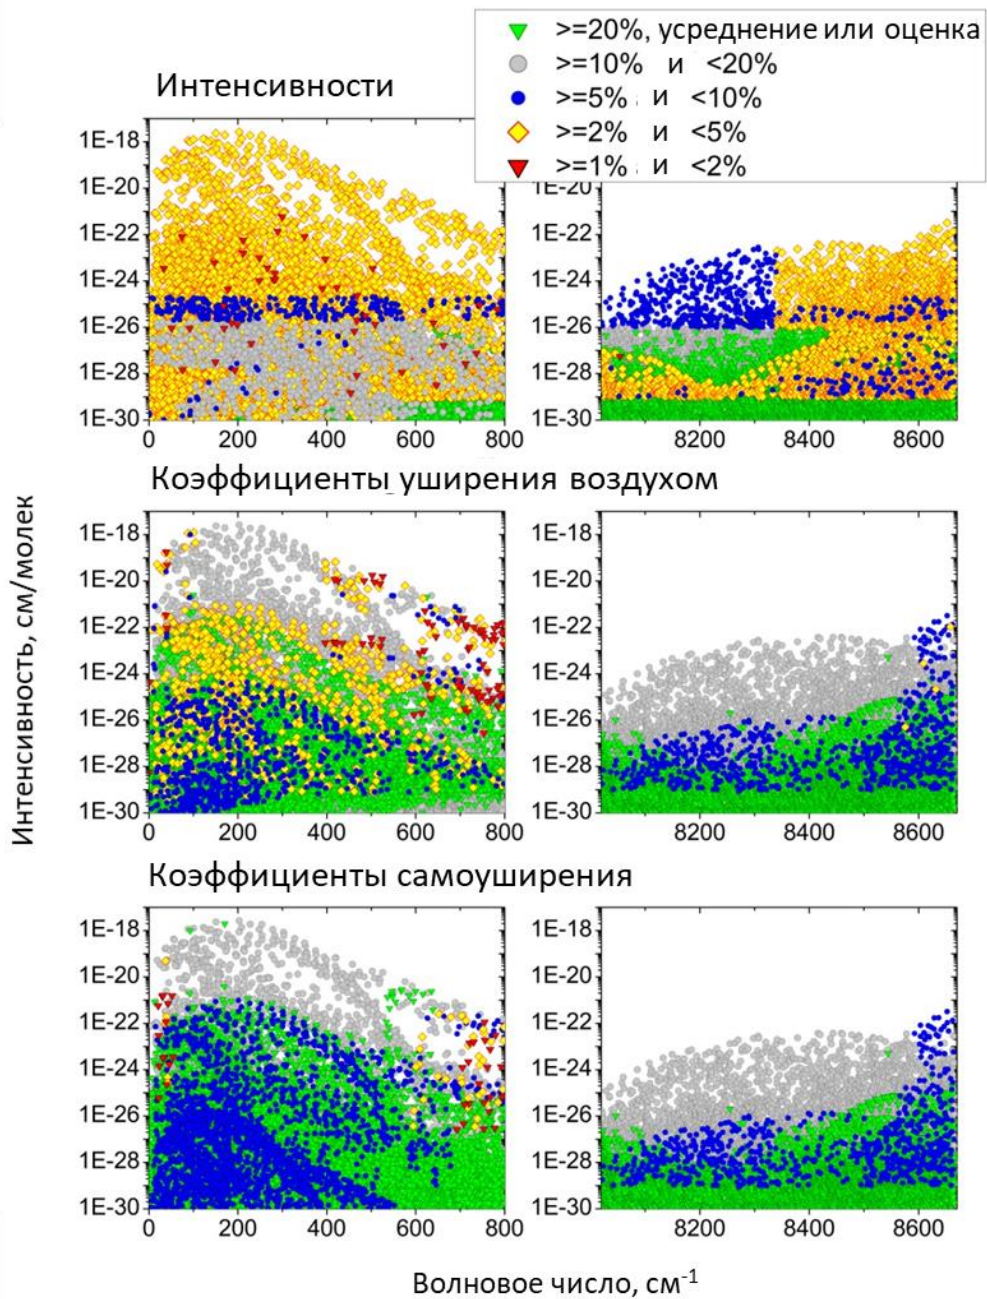 >=20%, усреднение или оценка
>=10% и <20%
>=5% и <10%
>=2% и <5%
>=1% и <2%
Интенсивности
1E-18
1E-20
1E-22
1E-24
1E-26
1E-28
1E-30
0 200 400 600 800
1E-20
1E-22
1E-24
1E-26
1E-28
1E-30
8200 8400 8600
Коэффициенты уширения воздухом
1E-18
1E-20
1E-22
1E-24
1E-26
1E-28
1E-30
0 200 400 600 800
1E-18
1E-20
1E-22
1E-24
1E-26
1E-28
1E-30
8200 8400 8600
Коэффициенты самоуширения
1E-18
1E-20
1E-22
1E-24
1E-26
1E-28
1E-30
0 200 400 600 800
1E-18
1E-20
1E-22
1E-24
1E-26
1E-28
1E-30
8200 8400 8600
Интенсивность, см/молек
Волновое число, см⁻¹